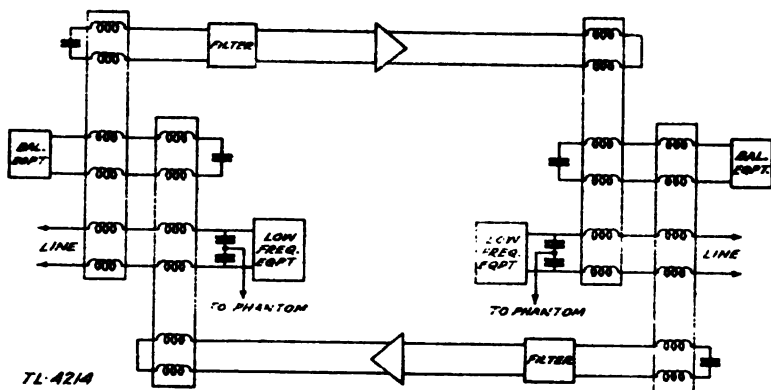 FILTER
BAL.
EQPT
BAL.
EQPT.
LINE
LOW
FREQ.
EQPT
LOW
FREQ.
EQPT
LINE
TO PHANTOM
TO PHANTOM
FILTER
TL-4214